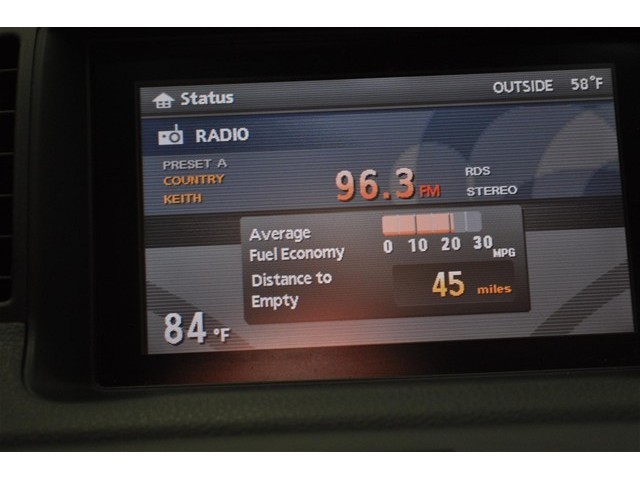 Status
OUTSIDE 58°F
RADIO
PRESET A
COUNTRY
KEITH
96.3 FM
RDS
STEREO
Average
Fuel Economy
0 10 20 30
MPG
Distance to
Empty
45 miles
84 °F